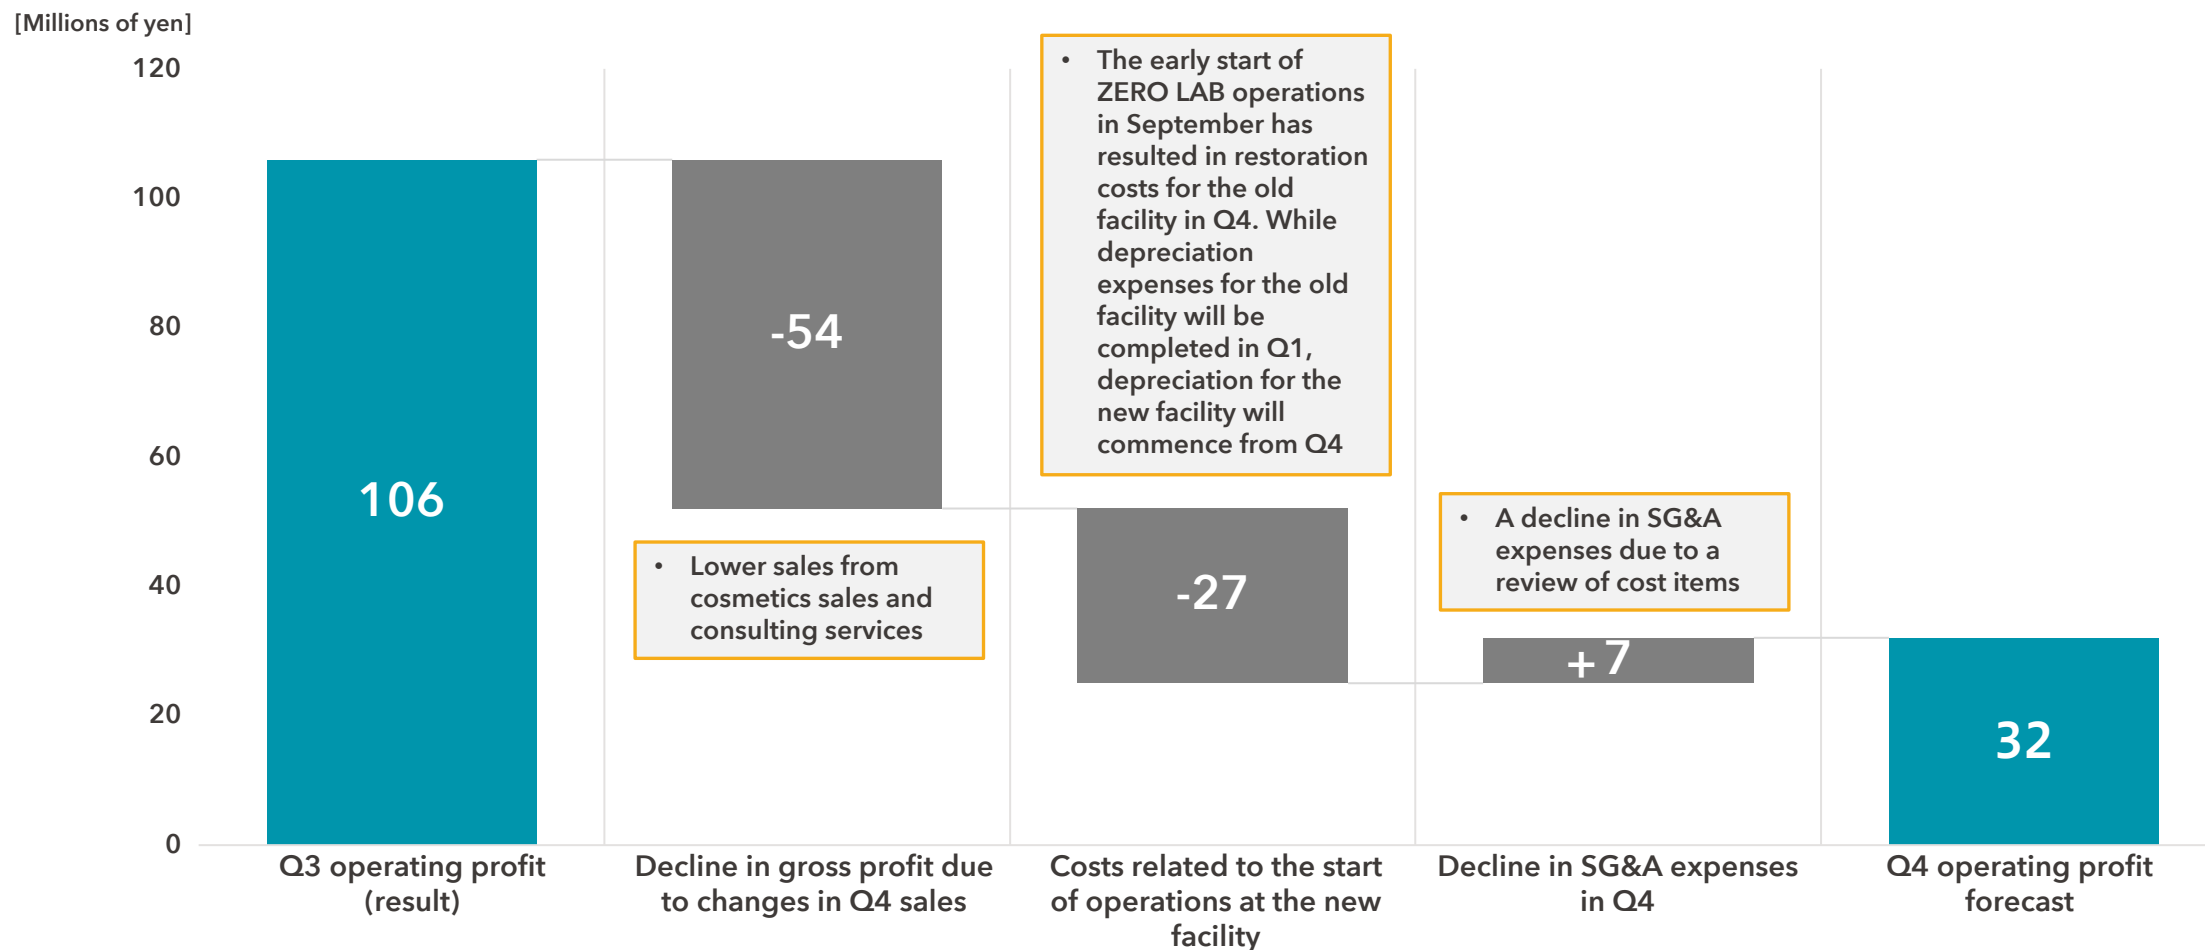 [Millions of yen]
120
100
80
60
40
20
0
106
-54
• Lower sales from
cosmetics sales and
consulting services
• The early start of
ZERO LAB operations
in September has
resulted in restoration
costs for the old
facility in Q4. While
depreciation
expenses for the old
facility will be
completed in Q1,
depreciation for the
new facility will
commence from Q4
-27
• A decline in SG&A
expenses due to a
review of cost items
+7
32
Q3 operating profit
(result)
Decline in gross profit due
to changes in Q4 sales
Costs related to the start
of operations at the new
facility
Decline in SG&A expenses
in Q4
Q4 operating profit
forecast